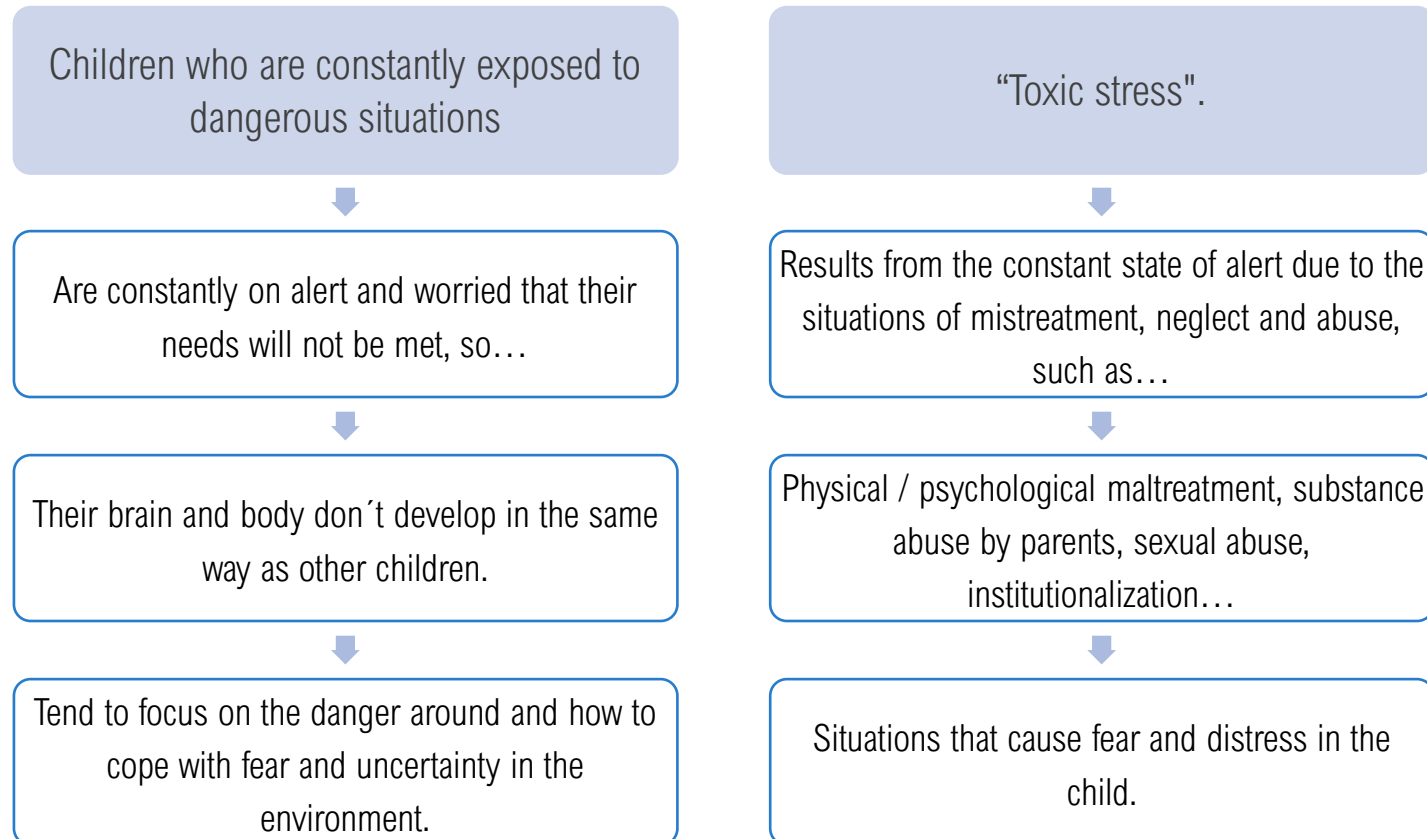 Children who are constantly exposed to
dangerous situations
Are constantly on alert and worried that their
needs will not be met, so…
Their brain and body don´t develop in the same
way as other children.
Tend to focus on the danger around and how to
cope with fear and uncertainty in the
environment.
“Toxic stress".
Results from the constant state of alert due to the
situations of mistreatment, neglect and abuse,
such as…
Physical / psychological maltreatment, substance
abuse by parents, sexual abuse,
institutionalization…
Situations that cause fear and distress in the
child.